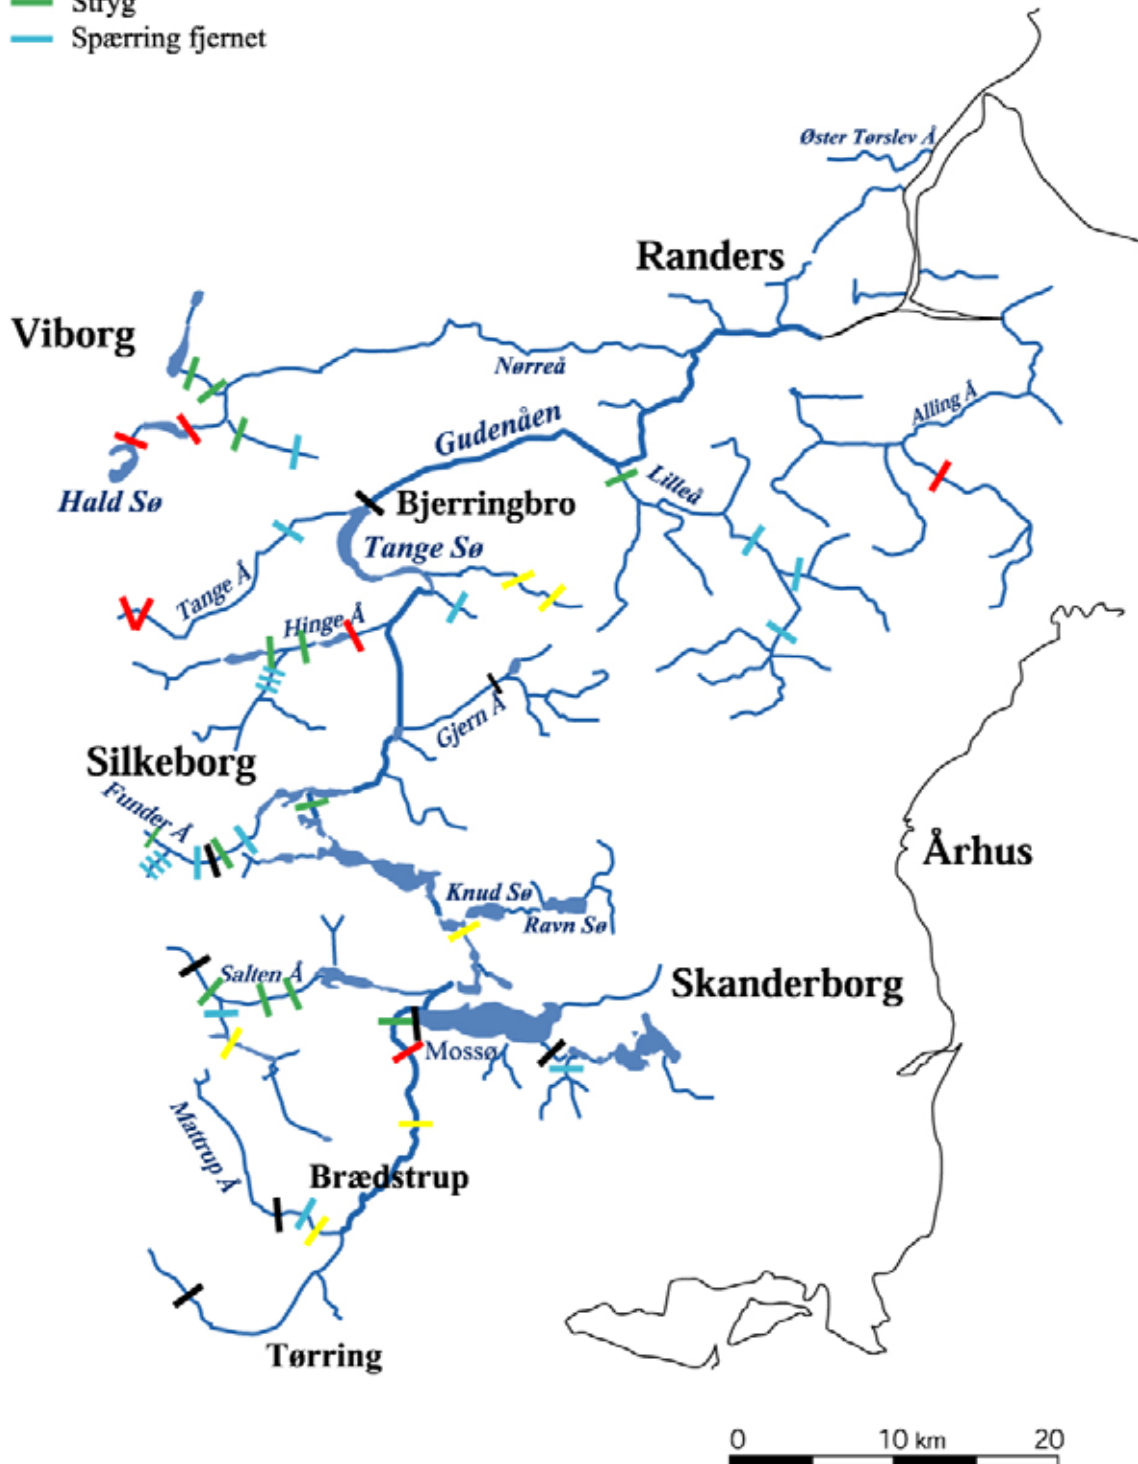 Stryg
Spærring fjernet
Øster Tørslev Å
Randers
Viborg
Nørreå
Alling Å
Gudenåen
Lilleå
Hald Sø
Bjerringbro
Tange Sø
Tange Å
Hinge Å
Gjern Å
Silkeborg
Funder Å
Århus
Knud Sø
Ravn Sø
Salten Å
Skanderborg
Mossø
Mattrup Å
Brædstrup
Tørring
0 10 km 20